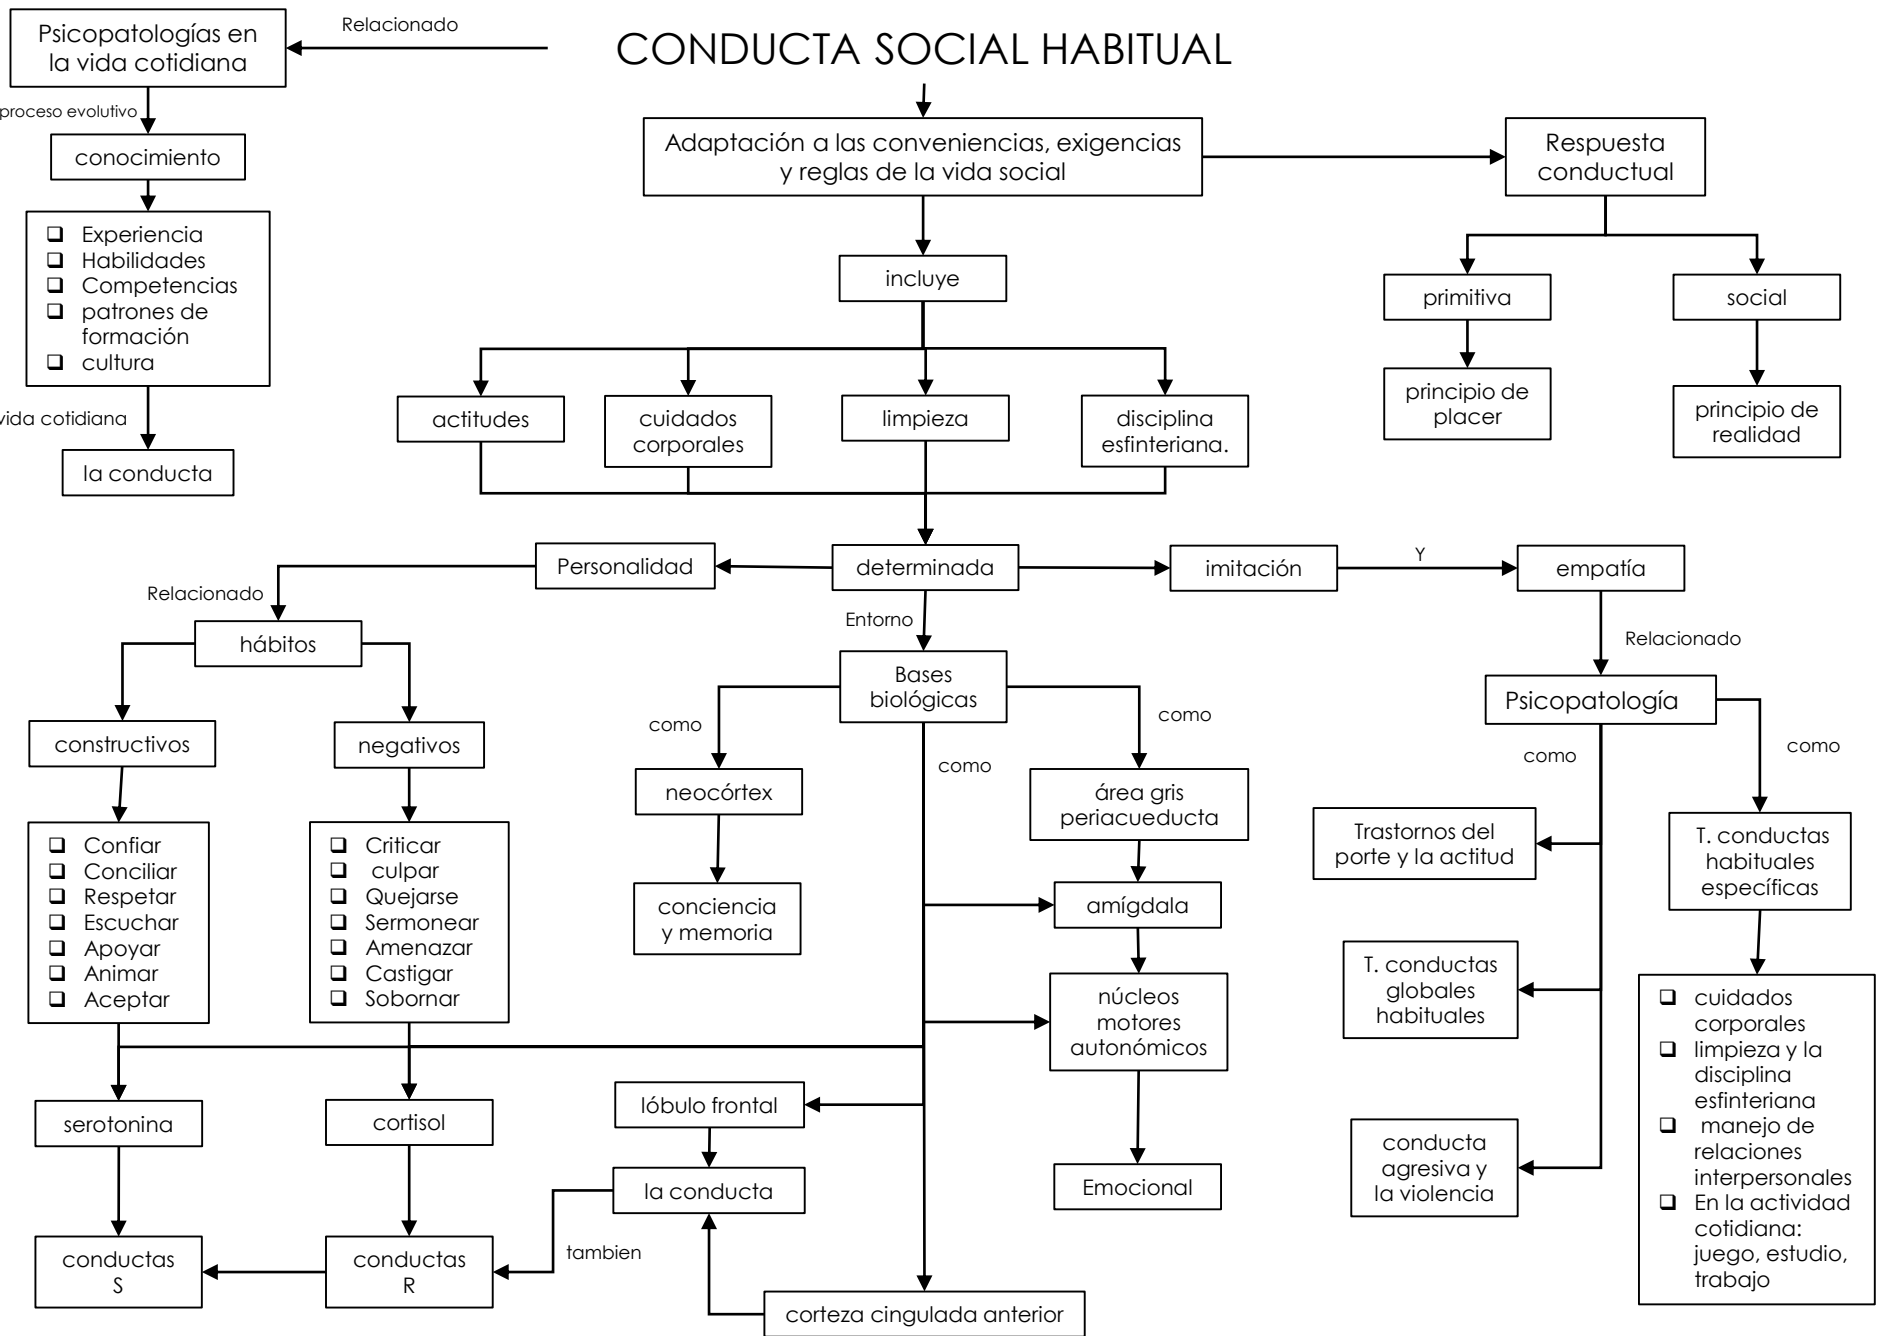 CONDUCTA SOCIAL HABITUAL
Relacionado
Psicopatologías en
la vida cotidiana
proceso evolutivo
conocimiento
❑ Experiencia
❑ Habilidades
❑ Competencias
❑ patrones de
formación
❑ cultura
vida cotidiana
la conducta
Adaptación a las conveniencias, exigencias
y reglas de la vida social
Respuesta
conductual
primitiva
social
principio de
placer
principio de
realidad
incluye
actitudes
cuidados
corporales
limpieza
disciplina
esfinteriana.
Personalidad
determinada
imitación
Y
empatía
Relacionado
hábitos
constructivos
negativos
❑ Confiar
❑ Conciliar
❑ Respetar
❑ Escuchar
❑ Apoyar
❑ Animar
❑ Aceptar
❑ Criticar
❑ culpar
❑ Quejarse
❑ Sermonear
❑ Amenazar
❑ Castigar
❑ Sobornar
serotonina
cortisol
conductas
S
conductas
R
Entorno
Bases
biológicas
como
como
como
neocórtex
conciencia
y memoria
área gris
periacueducta
amígdala
núcleos
motores
autonómicos
Emocional
lóbulo frontal
la conducta
tambien
corteza cingulada anterior
Relacionado
Psicopatología
como
como
Trastornos del
porte y la actitud
T. conductas
globales
habituales
conducta
agresiva y
la violencia
T. conductas
habituales
específicas
❑ cuidados
corporales
❑ limpieza y la
disciplina
esfinteriana
❑ manejo de
relaciones
interpersonales
❑ En la actividad
cotidiana:
juego, estudio,
trabajo